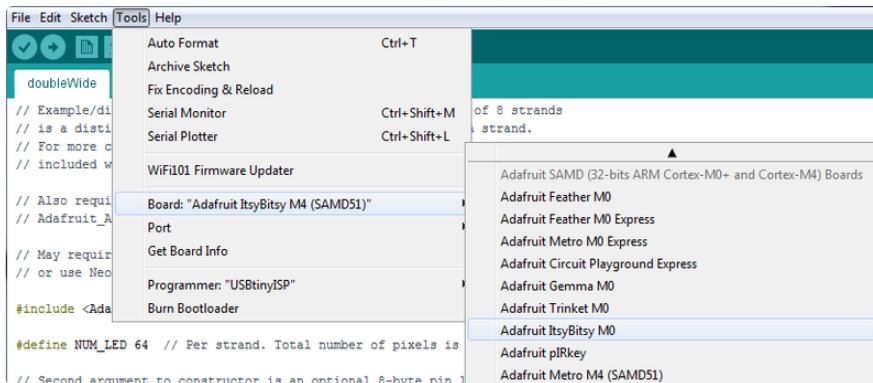 File Edit Sketch Tools Help
doubleWide
Auto Format Ctrl+T
Archive Sketch
Fix Encoding & Reload
Serial Monitor Ctrl+Shift+M
Serial Plotter Ctrl+Shift+L
WiFi101 Firmware Updater
Board: "Adafruit ItsyBitsy M4 (SAMD51)"
Port
Get Board Info
Programmer: "USBtinyISP"
Burn Bootloader
Adafruit SAMD (32-bits ARM Cortex-M0+ and Cortex-M4) Boards
Adafruit Feather M0
Adafruit Feather M0 Express
Adafruit Metro M0 Express
Adafruit Circuit Playground Express
Adafruit Gemma M0
Adafruit Trinket M0
Adafruit ItsyBitsy M0
Adafruit pIRkey
Adafruit Metro M4 (SAMD51)
// Example/di of 8 strands
// is a disti strand.
// For more c
// included w
// Also requi
// Adafruit_A
// May requir
// or use Neo
#include <Ada
#define NUM_LED 64 // Per strand. Total number of pixels is
// Second argument to constructor is an optional 8-byte pin l